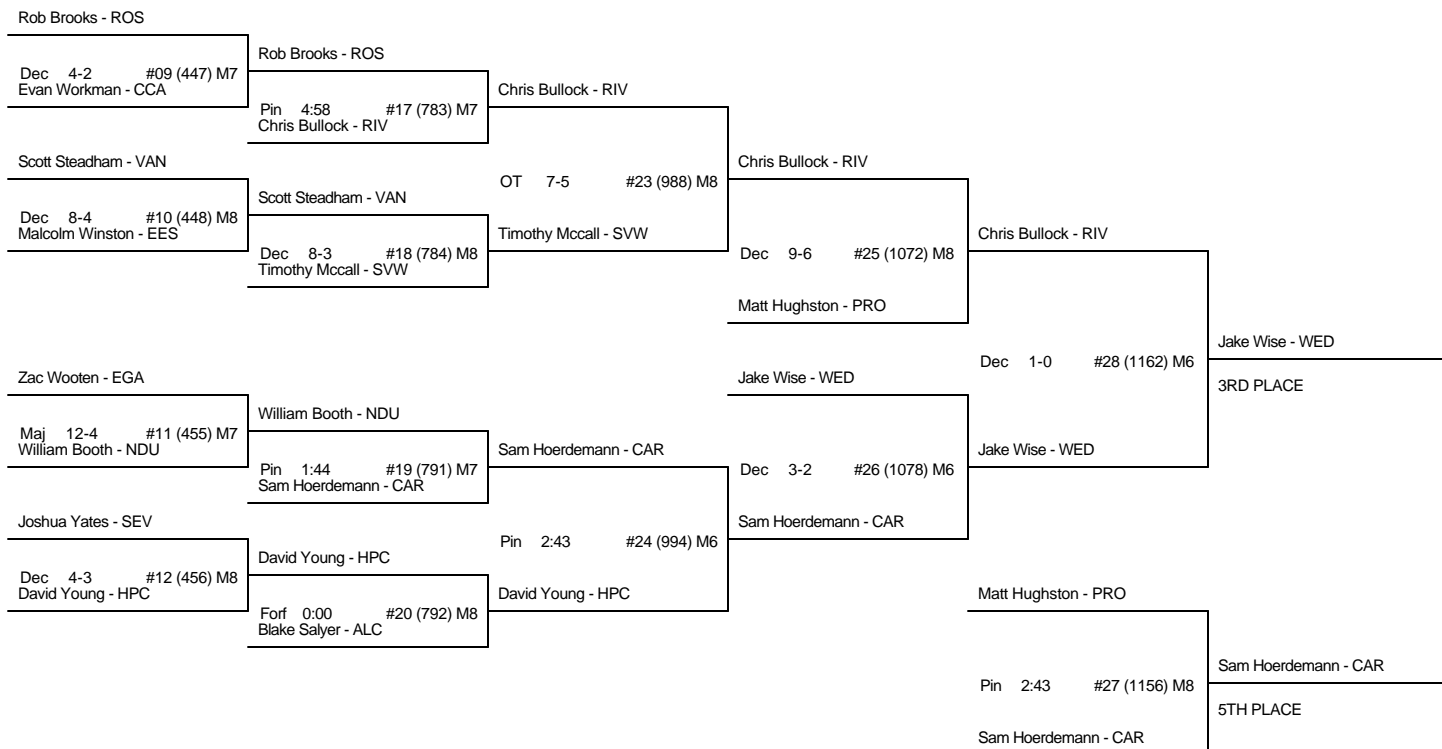 Rob Brooks - ROS
Dec 4-2 #09 (447) M7
Evan Workman - CCA
Scott Steadham - VAN
Dec 8-4 #10 (448) M8
Malcolm Winston - EES
Zac Wooten - EGA
Maj 12-4 #11 (455) M7
William Booth - NDU
Joshua Yates - SEV
Dec 4-3 #12 (456) M8
David Young - HPC
Rob Brooks - ROS
Pin 4:58 #17 (783) M7
Chris Bullock - RIV
Scott Steadham - VAN
Dec 8-3 #18 (784) M8
Timothy Mccall - SVW
William Booth - NDU
Pin 1:44 #19 (791) M7
Sam Hoerdemann - CAR
David Young - HPC
Forf 0:00 #20 (792) M8
Blake Salyer - ALC
Chris Bullock - RIV
OT 7-5 #23 (988) M8
Timothy Mccall - SVW
Sam Hoerdemann - CAR
Pin 2:43 #24 (994) M6
David Young - HPC
Chris Bullock - RIV
Dec 9-6 #25 (1072) M8
Matt Hughston - PRO
Jake Wise - WED
Dec 3-2 #26 (1078) M6
Sam Hoerdemann - CAR
Chris Bullock - RIV
Dec 1-0 #28 (1162) M6
Jake Wise - WED
Matt Hughston - PRO
Pin 2:43 #27 (1156) M8
Sam Hoerdemann - CAR
Jake Wise - WED
3RD PLACE
Sam Hoerdemann - CAR
5TH PLACE